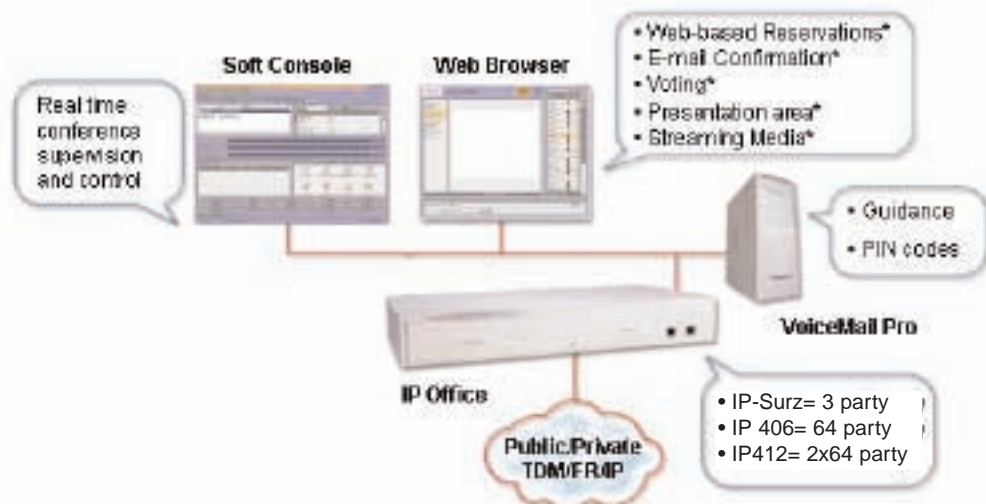 • Web-based Reservations*
• E-mail Confirmation*
• Voting*
• Presentation area*
• Streaming Media*
Soft Console
Web Browser
Real time
conference
supervision
and control
• Guidance
• PIN codes
VoiceMail Pro
IP Office
• IP-Surz= 3 party
• IP 406= 64 party
• IP412= 2x64 party
Public/Private
TDM/FR/IP